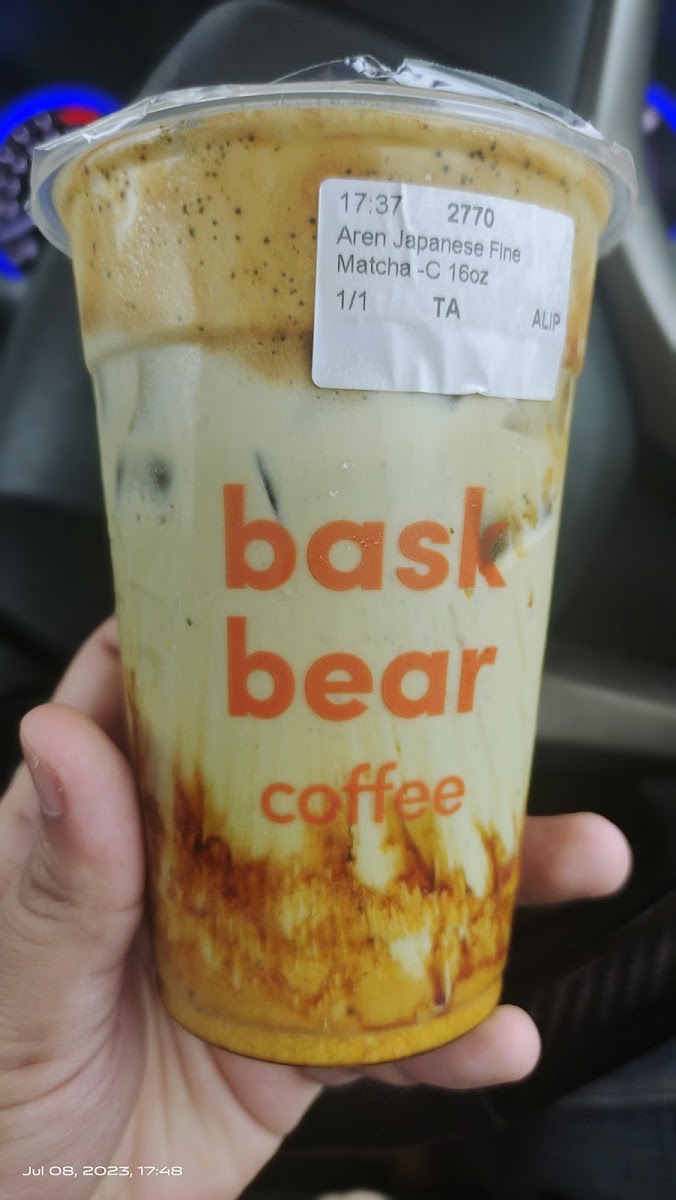 17:37 2770
Aren Japanese Fine
Matcha -C 16oz
1/1 TA ALIP
bask
bear
coffee
Jul 08, 2023, 17:48